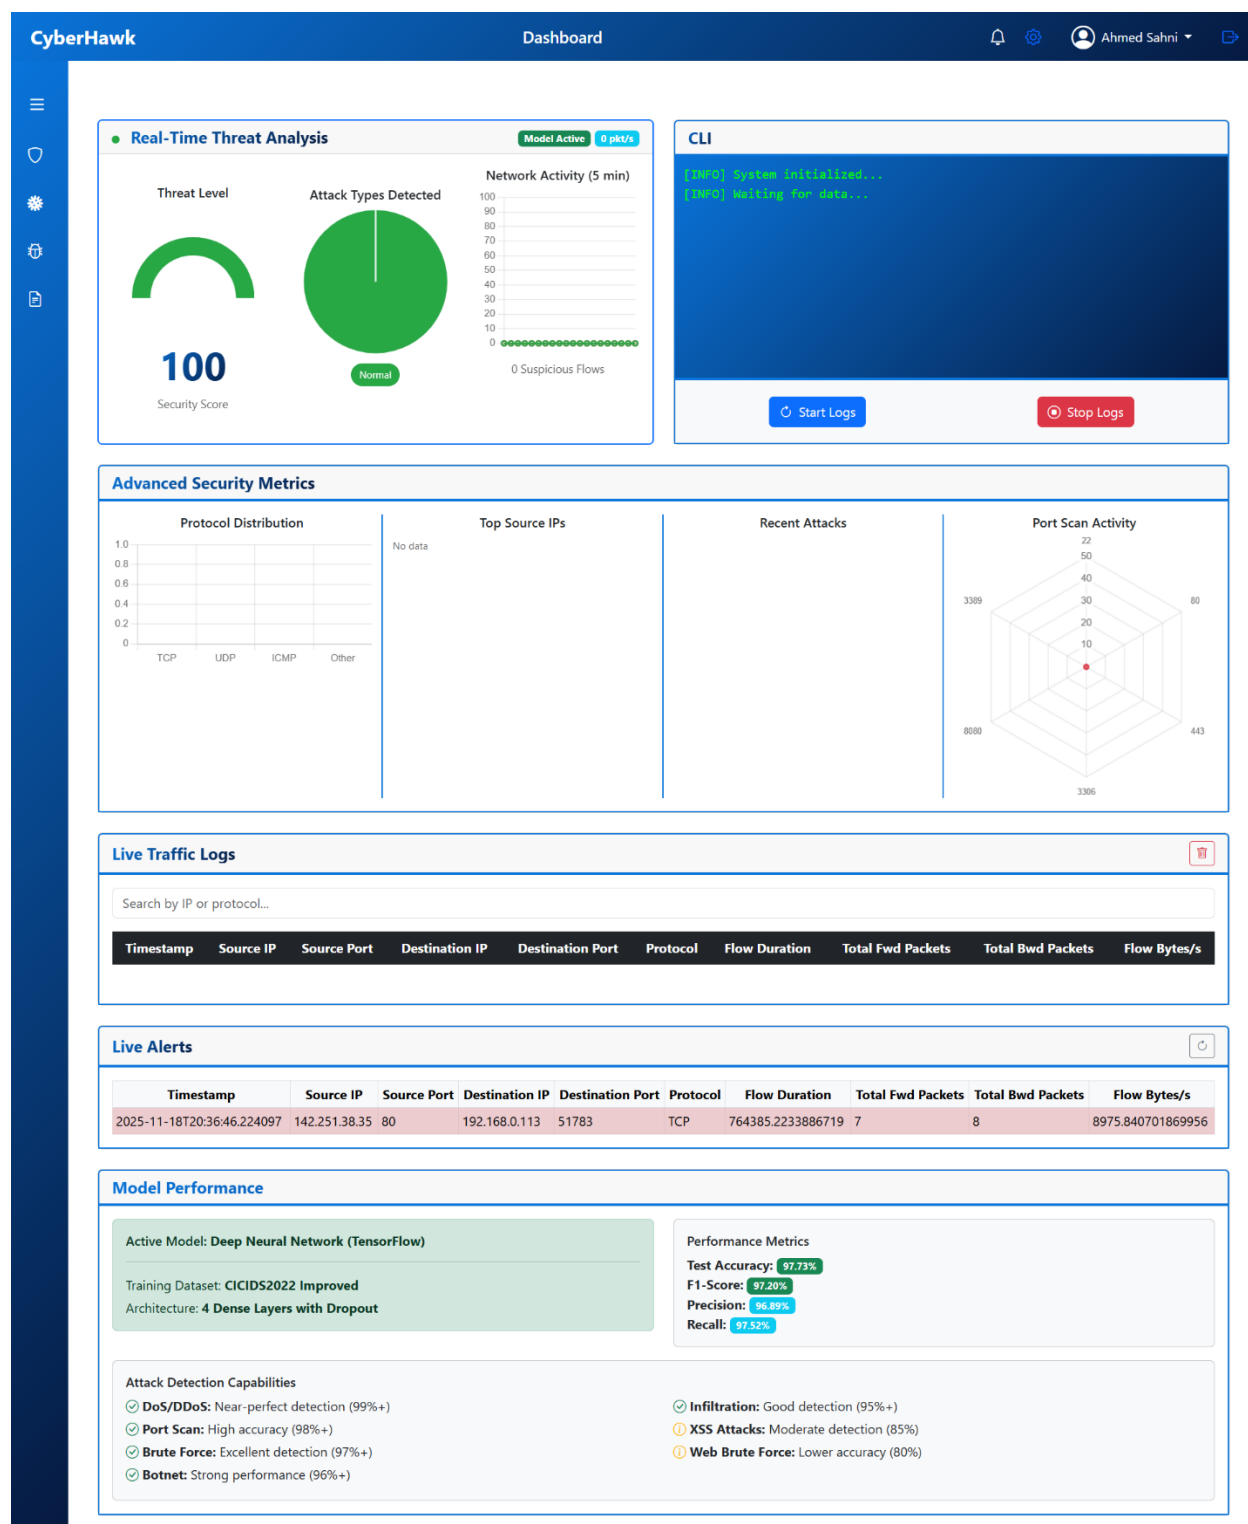 CyberHawk
Dashboard
Ahmed Sahni
Real-Time Threat Analysis
Model Active
0 pkt/s
Threat Level
100
Security Score
Attack Types Detected
Normal
Network Activity (5 min)
100
90
80
70
60
50
40
30
20
10
0
0 Suspicious Flows
CLI
[INFO] System initialized...
[INFO] Waiting for data...
Start Logs
Stop Logs
Advanced Security Metrics
Protocol Distribution
1.0
0.8
0.6
0.4
0.2
0
TCP UDP ICMP Other
Top Source IPs
No data
Recent Attacks
Port Scan Activity
22
50
40
30
20
10
3389
80
8080
443
3306
Live Traffic Logs
Search by IP or protocol...
Timestamp Source IP Source Port Destination IP Destination Port Protocol Flow Duration Total Fwd Packets Total Bwd Packets Flow Bytes/s
Live Alerts
Timestamp Source IP Source Port Destination IP Destination Port Protocol Flow Duration Total Fwd Packets Total Bwd Packets Flow Bytes/s
2025-11-18T20:36:46.224097 142.251.38.35 80 192.168.0.113 51783 TCP 764385.2233886719 7 8 8975.840701869956
Model Performance
Active Model: Deep Neural Network (TensorFlow)
Training Dataset: CICIDS2022 Improved
Architecture: 4 Dense Layers with Dropout
Performance Metrics
Test Accuracy: 97.73%
F1-Score: 97.20%
Precision: 96.89%
Recall: 97.52%
Attack Detection Capabilities
DoS/DDoS: Near-perfect detection (99%+)
Port Scan: High accuracy (98%+)
Brute Force: Excellent detection (97%+)
Botnet: Strong performance (96%+)
Infiltration: Good detection (95%+)
XSS Attacks: Moderate detection (85%)
Web Brute Force: Lower accuracy (80%)